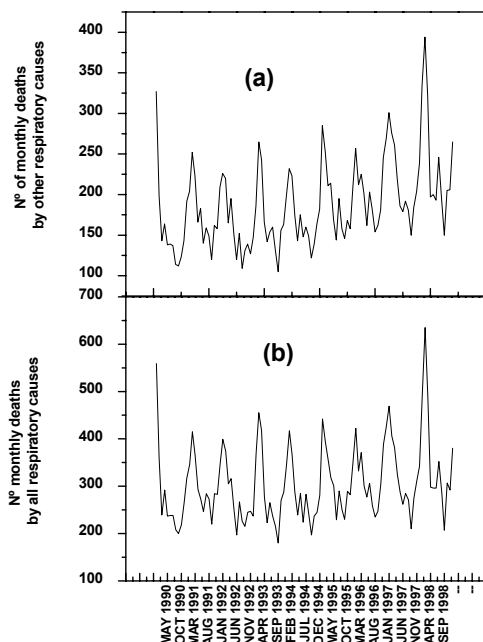 400
(a)
350
300
250
200
150
100
Nº of monthly deaths
by other respiratory causes
700
600
(b)
500
400
300
200
100
Nº monthly deaths
by all respiratory causes
MAY 1990
OCT 1990
MAR 1991
AUG 1991
JAN 1992
JUN 1992
NOV 1992
APR 1993
SEP 1993
FEB 1994
JUL 1994
DEC 1994
MAY 1995
OCT 1995
MAR 1996
AUG 1996
JAN 1997
JUN 1997
NOV 1997
APR 1998
SEP 1998
--
--